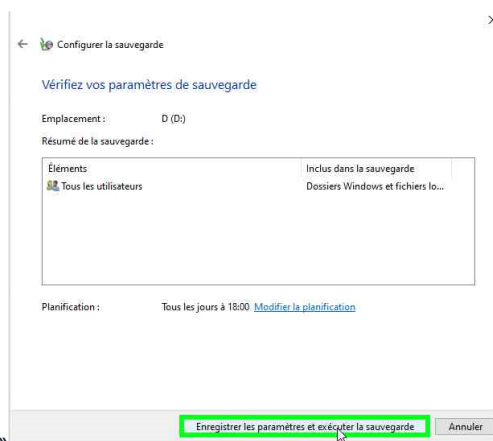 Configurer la sauvegarde
Vérifiez vos paramètres de sauvegarde
Emplacement : D (D:)
Résumé de la sauvegarde :
Éléments Inclus dans la sauvegarde
Tous les utilisateurs Dossiers Windows et fichiers lo...
Planification : Tous les jours à 18:00 Modifier la planification
Enregistrer les paramètres et exécuter la sauvegarde Annuler
»